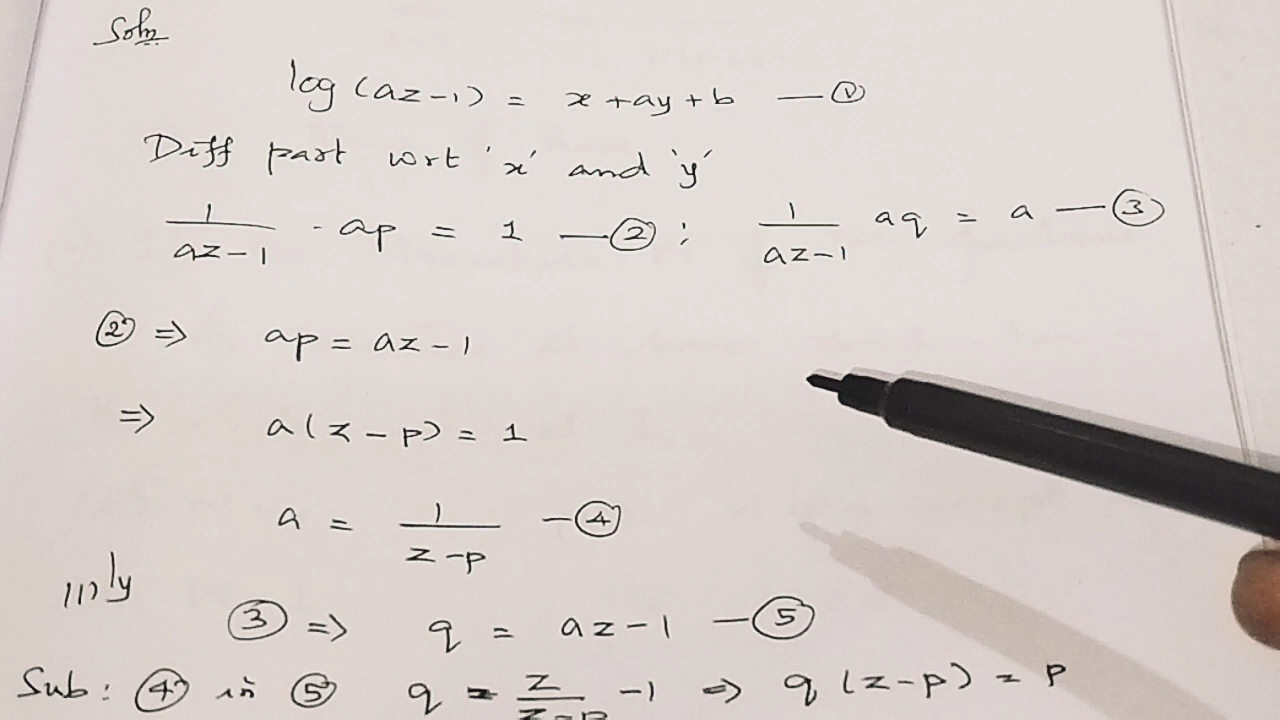 Soln
log (az-1) = x + ay + b — ①
Diff part wrt 'x' and 'y'
1/(az-1) · ap = 1 — ② ; 1/(az-1) aq = a — ③
② ⇒ ap = az - 1
⇒ a(z - p) = 1
a = 1/(z-p) — ④
|||ly
③ ⇒ q = az - 1 — ⑤
Sub: ④ in ⑤ q = z/(z-p) - 1 ⇒ q (z-p) = p